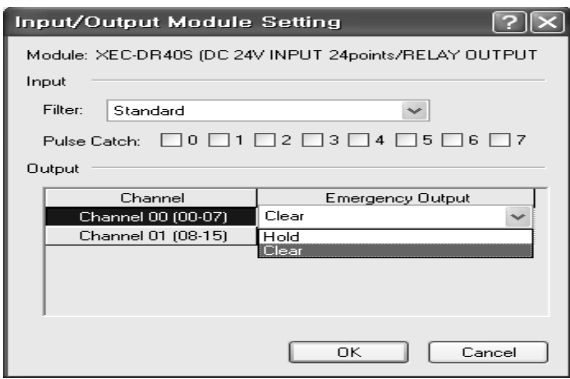 Input/Output Module Setting
Module: XEC-DR40S (DC 24V INPUT 24points/RELAY OUTPUT
Input
Filter: Standard
Pulse Catch: 0 1 2 3 4 5 6 7
Output
Channel Emergency Output
Channel 00 (00-07) Clear
Channel 01 (08-15) Hold
Clear
OK Cancel